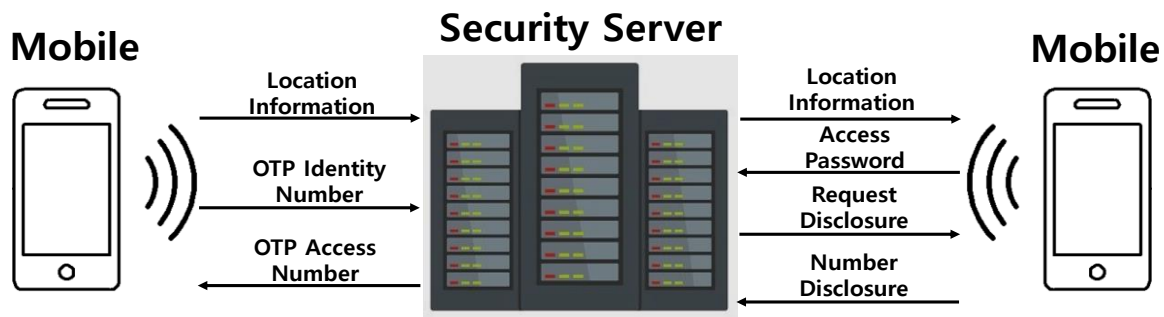 Security Server
Mobile
Mobile
Location
Information
OTP Identity
Number
OTP Access
Number
Location
Information
Access
Password
Request
Disclosure
Number
Disclosure